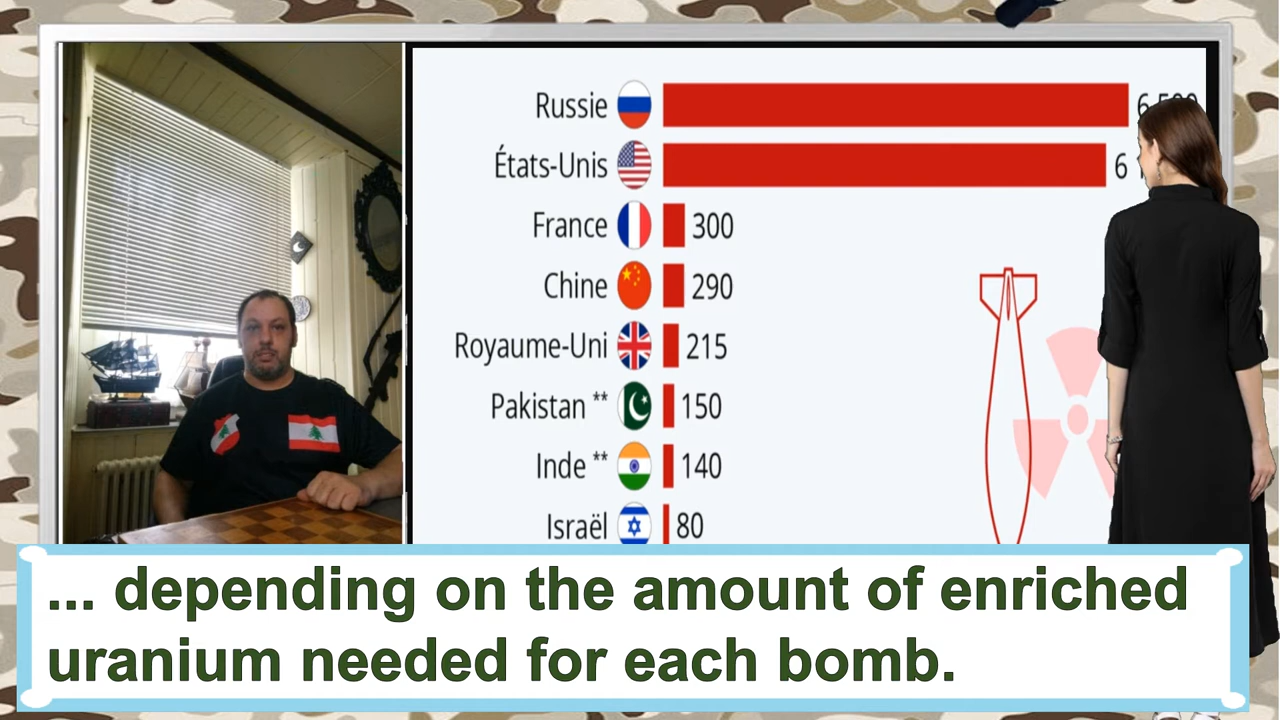 Russie
États-Unis 6
France 300
Chine 290
Royaume-Uni 215
Pakistan ** 150
Inde ** 140
Israël 80
... depending on the amount of enriched
uranium needed for each bomb.